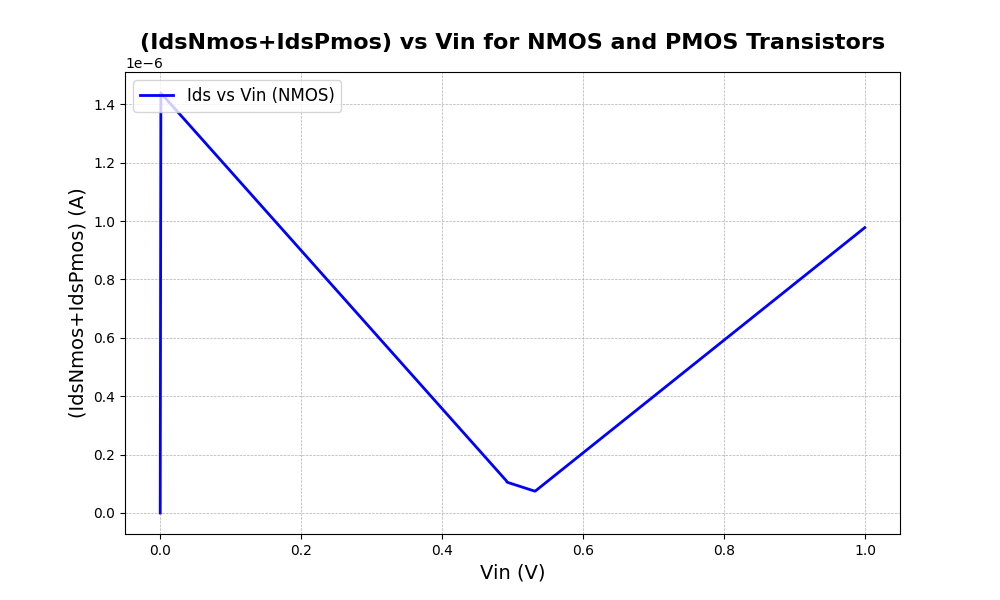 (IdsNmos+IdsPmos) vs Vin for NMOS and PMOS Transistors
1e−6
Ids vs Vin (NMOS)
1.4
1.2
1.0
0.8
0.6
0.4
0.2
0.0
(IdsNmos+IdsPmos) (A)
0.0 0.2 0.4 0.6 0.8 1.0
Vin (V)